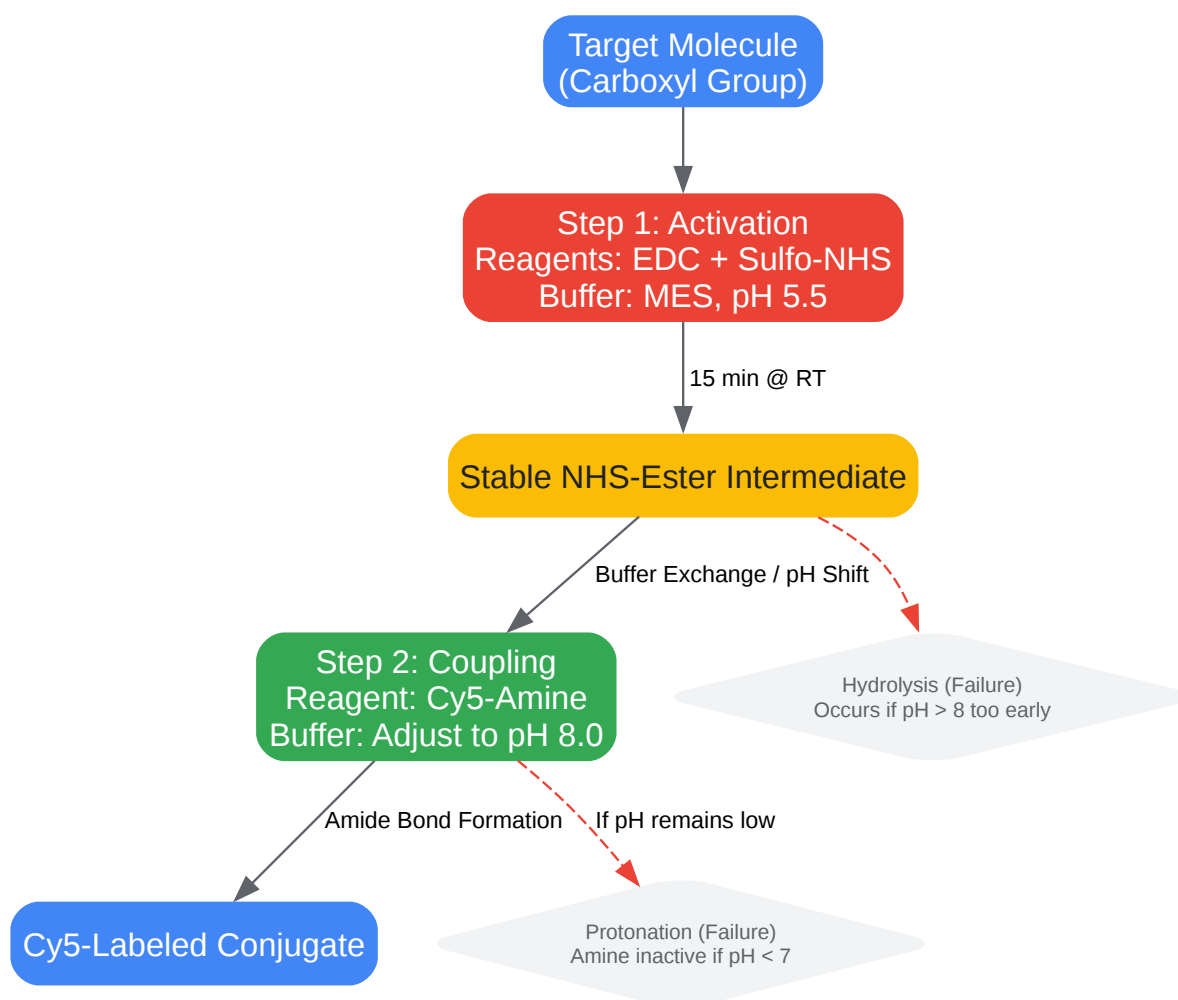 Target Molecule
(Carboxyl Group)
Step 1: Activation
Reagents: EDC + Sulfo-NHS
Buffer: MES, pH 5.5
15 min @ RT
Stable NHS-Ester Intermediate
Buffer Exchange / pH Shift
Step 2: Coupling
Reagent: Cy5-Amine
Buffer: Adjust to pH 8.0
Hydrolysis (Failure)
Occurs if pH > 8 too early
Amide Bond Formation
If pH remains low
Cy5-Labeled Conjugate
Protonation (Failure)
Amine inactive if pH < 7